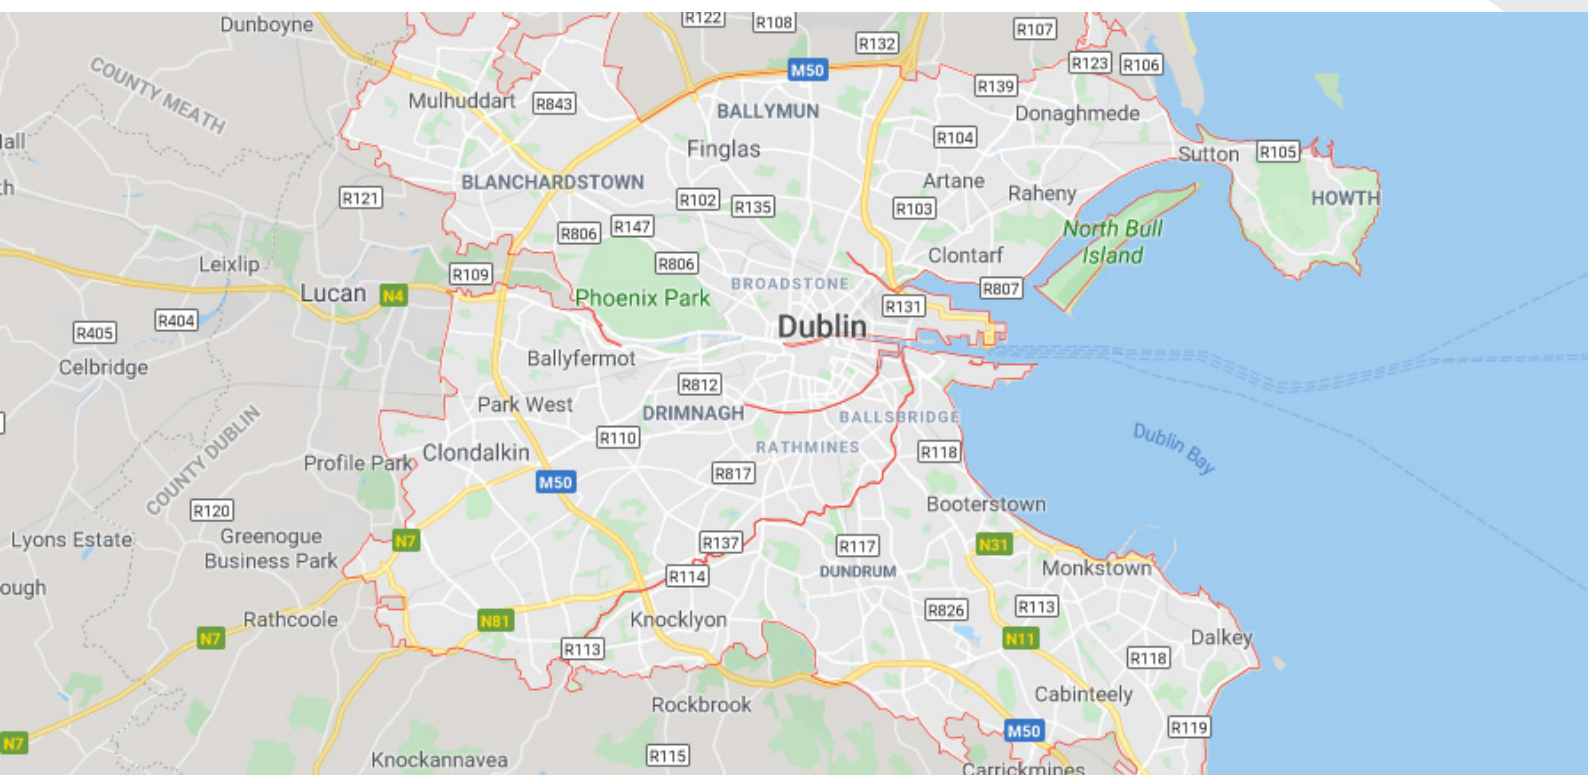 R122
R108
Dunboyne
R107
R132
COUNTY MEATH
M50
R123
R106
R139
Mulhuddart
R843
BALLYMUN
Donaghmede
R104
Finglas
Sutton
R105
BLANCHARDSTOWN
Artane
Raheny
HOWTH
R121
R102
R135
R103
R806
R147
North Bull
Island
Clontarf
Leixlip
R109
R806
BROADSTONE
R807
Lucan
N4
Phoenix Park
R131
R405
R404
Dublin
Celbridge
Ballyfermot
R812
Park West
DRIMNAGH
BALLSBRIDGE
COUNTY DUBLIN
R110
RATHMINES
Dublin Bay
Profile Park
Clondalkin
R118
R817
M50
R120
Booterstown
Lyons Estate
Greenogue
Business Park
N7
R137
R117
N31
R114
DUNDRUM
Monkstown
ough
Rathcoole
N81
Knocklyon
R826
R113
N7
R113
N11
Dalkey
R118
Rockbrook
Cabinteely
N7
M50
R119
Knockannavea
R115
Carrickmines